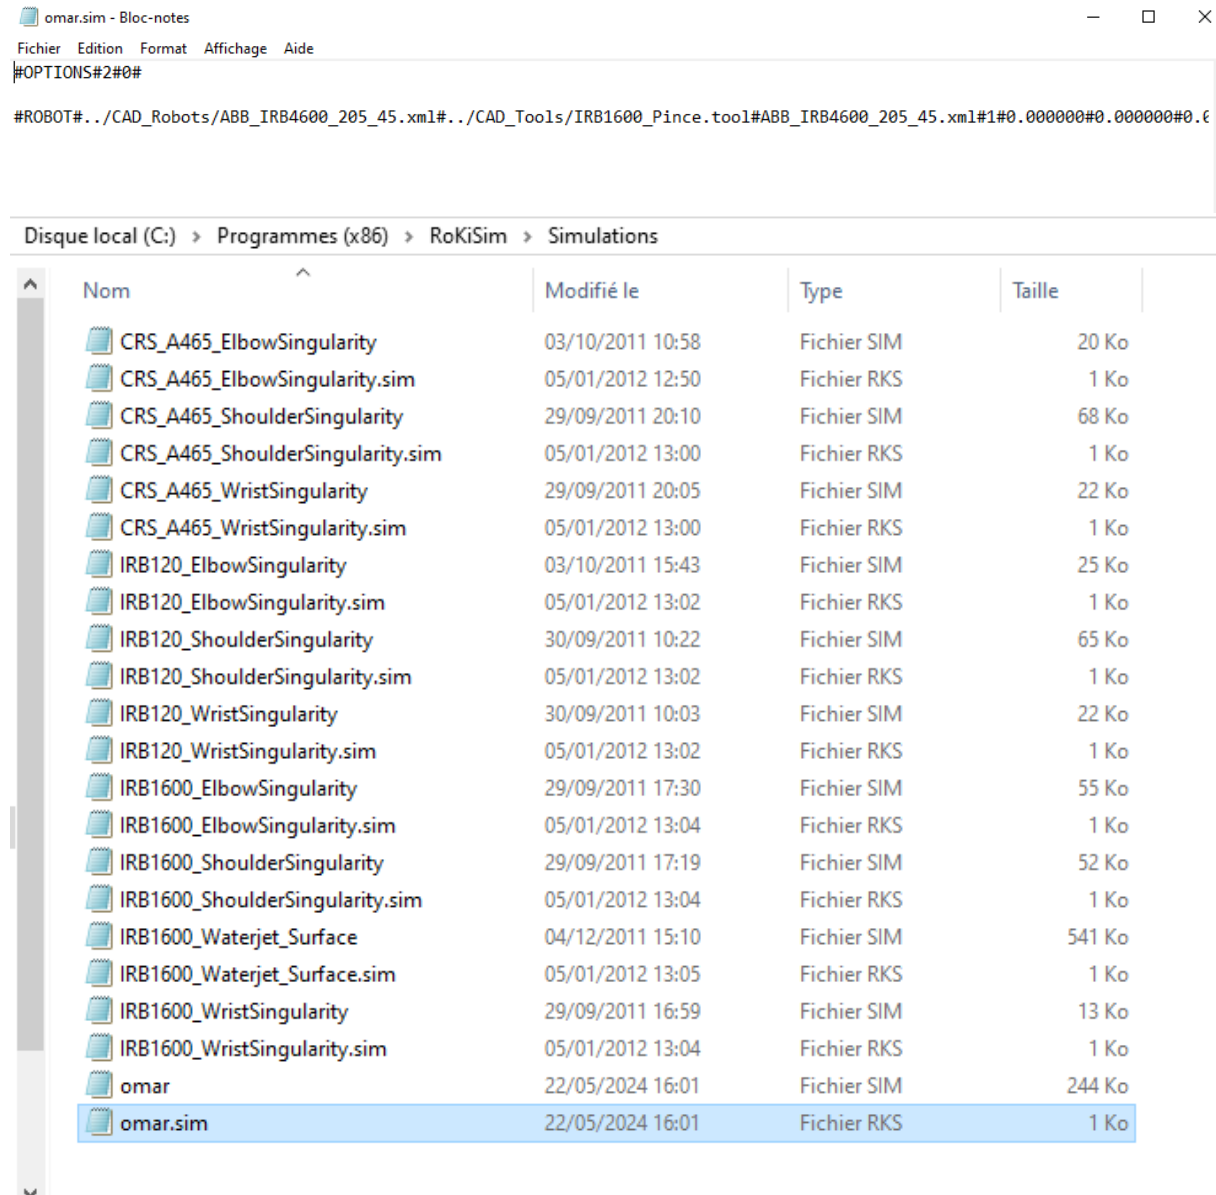 omar.sim - Bloc-notes
Fichier Edition Format Affichage Aide
#OPTIONS#2#0#
#ROBOT#../CAD_Robots/ABB_IRB4600_205_45.xml#../CAD_Tools/IRB1600_Pince.tool#ABB_IRB4600_205_45.xml#1#0.000000#0.000000#0.0
Disque local (C:) > Programmes (x86) > RoKiSim > Simulations
Nom Modifié le Type Taille
CRS_A465_ElbowSingularity 03/10/2011 10:58 Fichier SIM 20 Ko
CRS_A465_ElbowSingularity.sim 05/01/2012 12:50 Fichier RKS 1 Ko
CRS_A465_ShoulderSingularity 29/09/2011 20:10 Fichier SIM 68 Ko
CRS_A465_ShoulderSingularity.sim 05/01/2012 13:00 Fichier RKS 1 Ko
CRS_A465_WristSingularity 29/09/2011 20:05 Fichier SIM 22 Ko
CRS_A465_WristSingularity.sim 05/01/2012 13:00 Fichier RKS 1 Ko
IRB120_ElbowSingularity 03/10/2011 15:43 Fichier SIM 25 Ko
IRB120_ElbowSingularity.sim 05/01/2012 13:02 Fichier RKS 1 Ko
IRB120_ShoulderSingularity 30/09/2011 10:22 Fichier SIM 65 Ko
IRB120_ShoulderSingularity.sim 05/01/2012 13:02 Fichier RKS 1 Ko
IRB120_WristSingularity 30/09/2011 10:03 Fichier SIM 22 Ko
IRB120_WristSingularity.sim 05/01/2012 13:02 Fichier RKS 1 Ko
IRB1600_ElbowSingularity 29/09/2011 17:30 Fichier SIM 55 Ko
IRB1600_ElbowSingularity.sim 05/01/2012 13:04 Fichier RKS 1 Ko
IRB1600_ShoulderSingularity 29/09/2011 17:19 Fichier SIM 52 Ko
IRB1600_ShoulderSingularity.sim 05/01/2012 13:04 Fichier RKS 1 Ko
IRB1600_Waterjet_Surface 04/12/2011 15:10 Fichier SIM 541 Ko
IRB1600_Waterjet_Surface.sim 05/01/2012 13:05 Fichier RKS 1 Ko
IRB1600_WristSingularity 29/09/2011 16:59 Fichier SIM 13 Ko
IRB1600_WristSingularity.sim 05/01/2012 13:04 Fichier RKS 1 Ko
omar 22/05/2024 16:01 Fichier SIM 244 Ko
omar.sim 22/05/2024 16:01 Fichier RKS 1 Ko